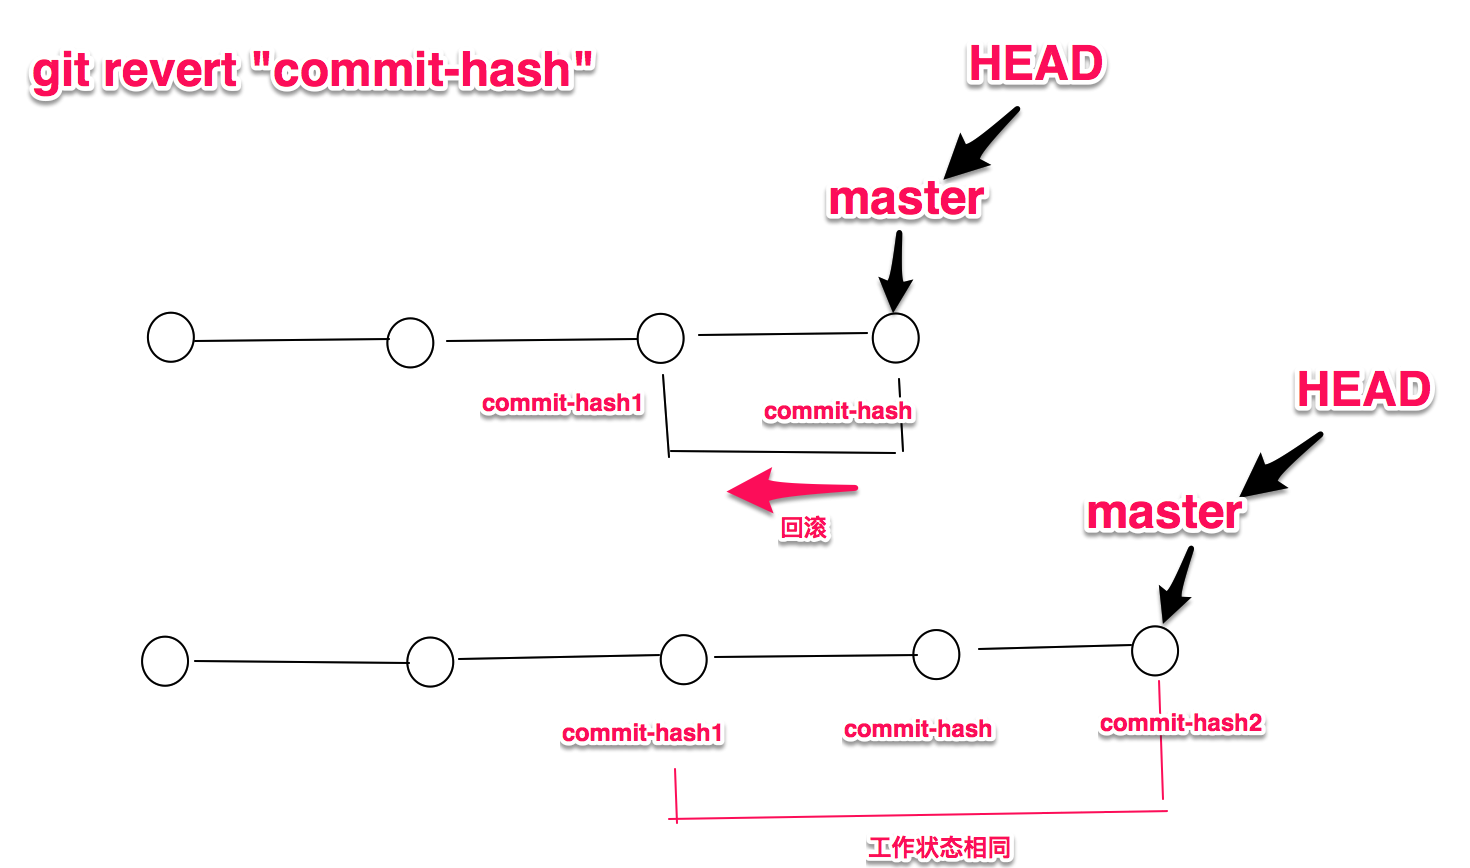 git revert "commit-hash"
HEAD
master
commit-hash1
commit-hash
回滚
HEAD
master
commit-hash1
commit-hash
commit-hash2
工作状态相同